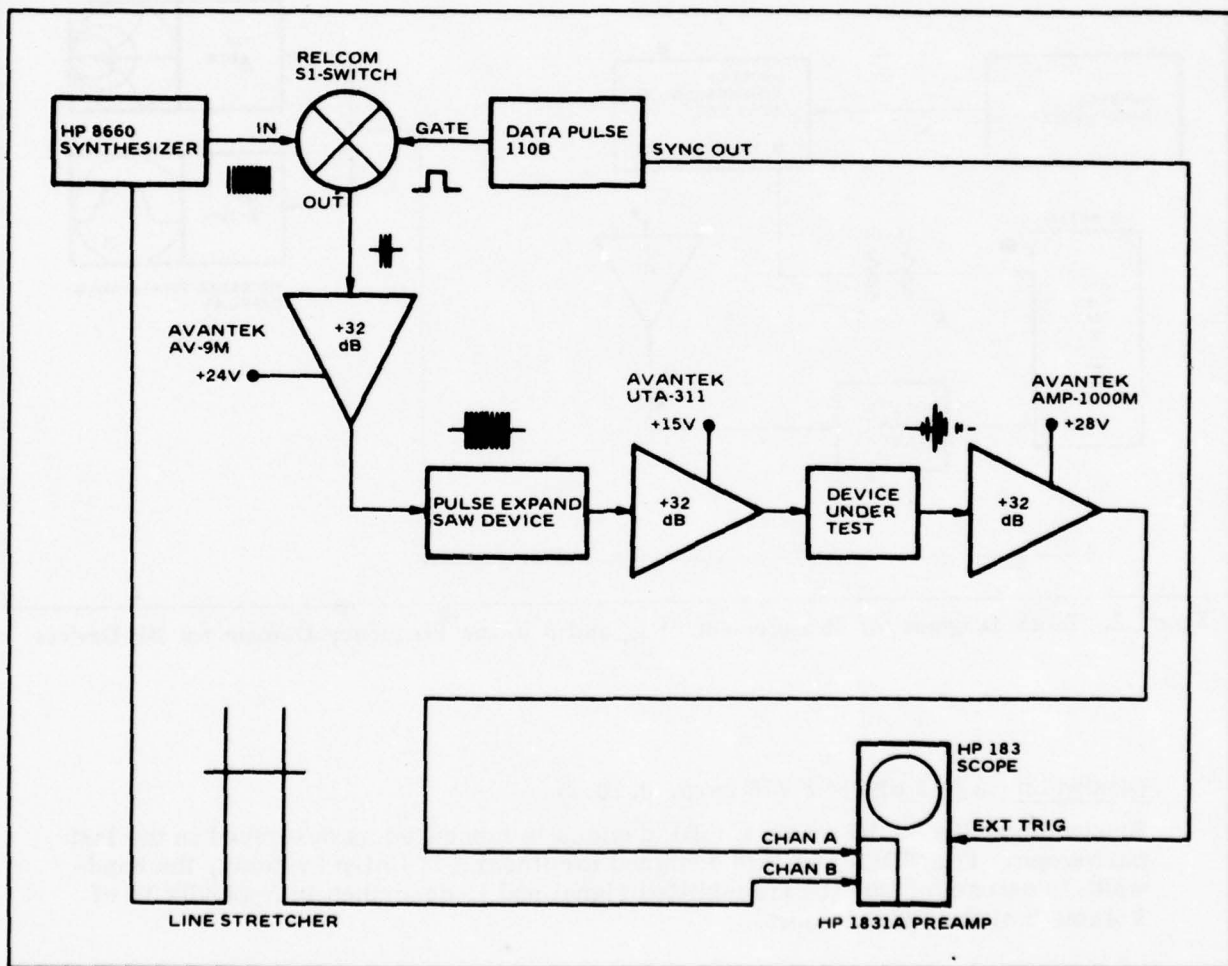 RELCOM
S1-SWITCH
HP 8660
SYNTHESIZER
IN
GATE
DATA PULSE
110B
SYNC OUT
OUT
+32
dB
AVANTEK
AV-9M
+24V
AVANTEK
UTA-311
+15V
AVANTEK
AMP-1000M
+28V
PULSE EXPAND
SAW DEVICE
+32
dB
DEVICE
UNDER
TEST
+32
dB
HP 183
SCOPE
EXT TRIG
CHAN A
CHAN B
LINE STRETCHER
HP 1831A PREAMP